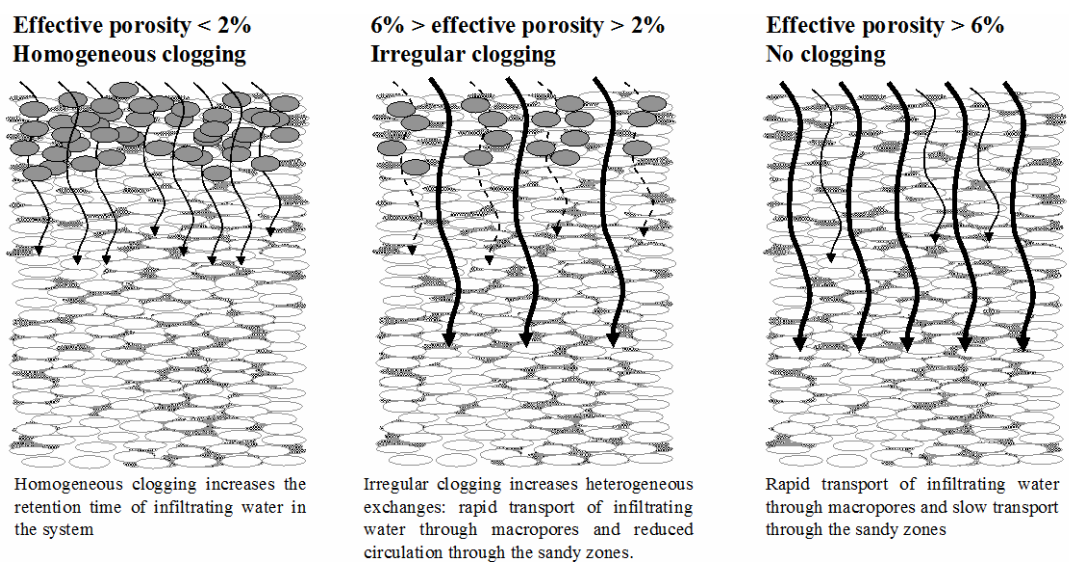 Effective porosity < 2%
Homogeneous clogging
Homogeneous clogging increases the
retention time of infiltrating water in
the system
6% > effective porosity > 2%
Irregular clogging
Irregular clogging increases heterogeneous
exchanges: rapid transport of infiltrating
water through macropores and reduced
circulation through the sandy zones.
Effective porosity > 6%
No clogging
Rapid transport of infiltrating water
through macropores and slow transport
through the sandy zones